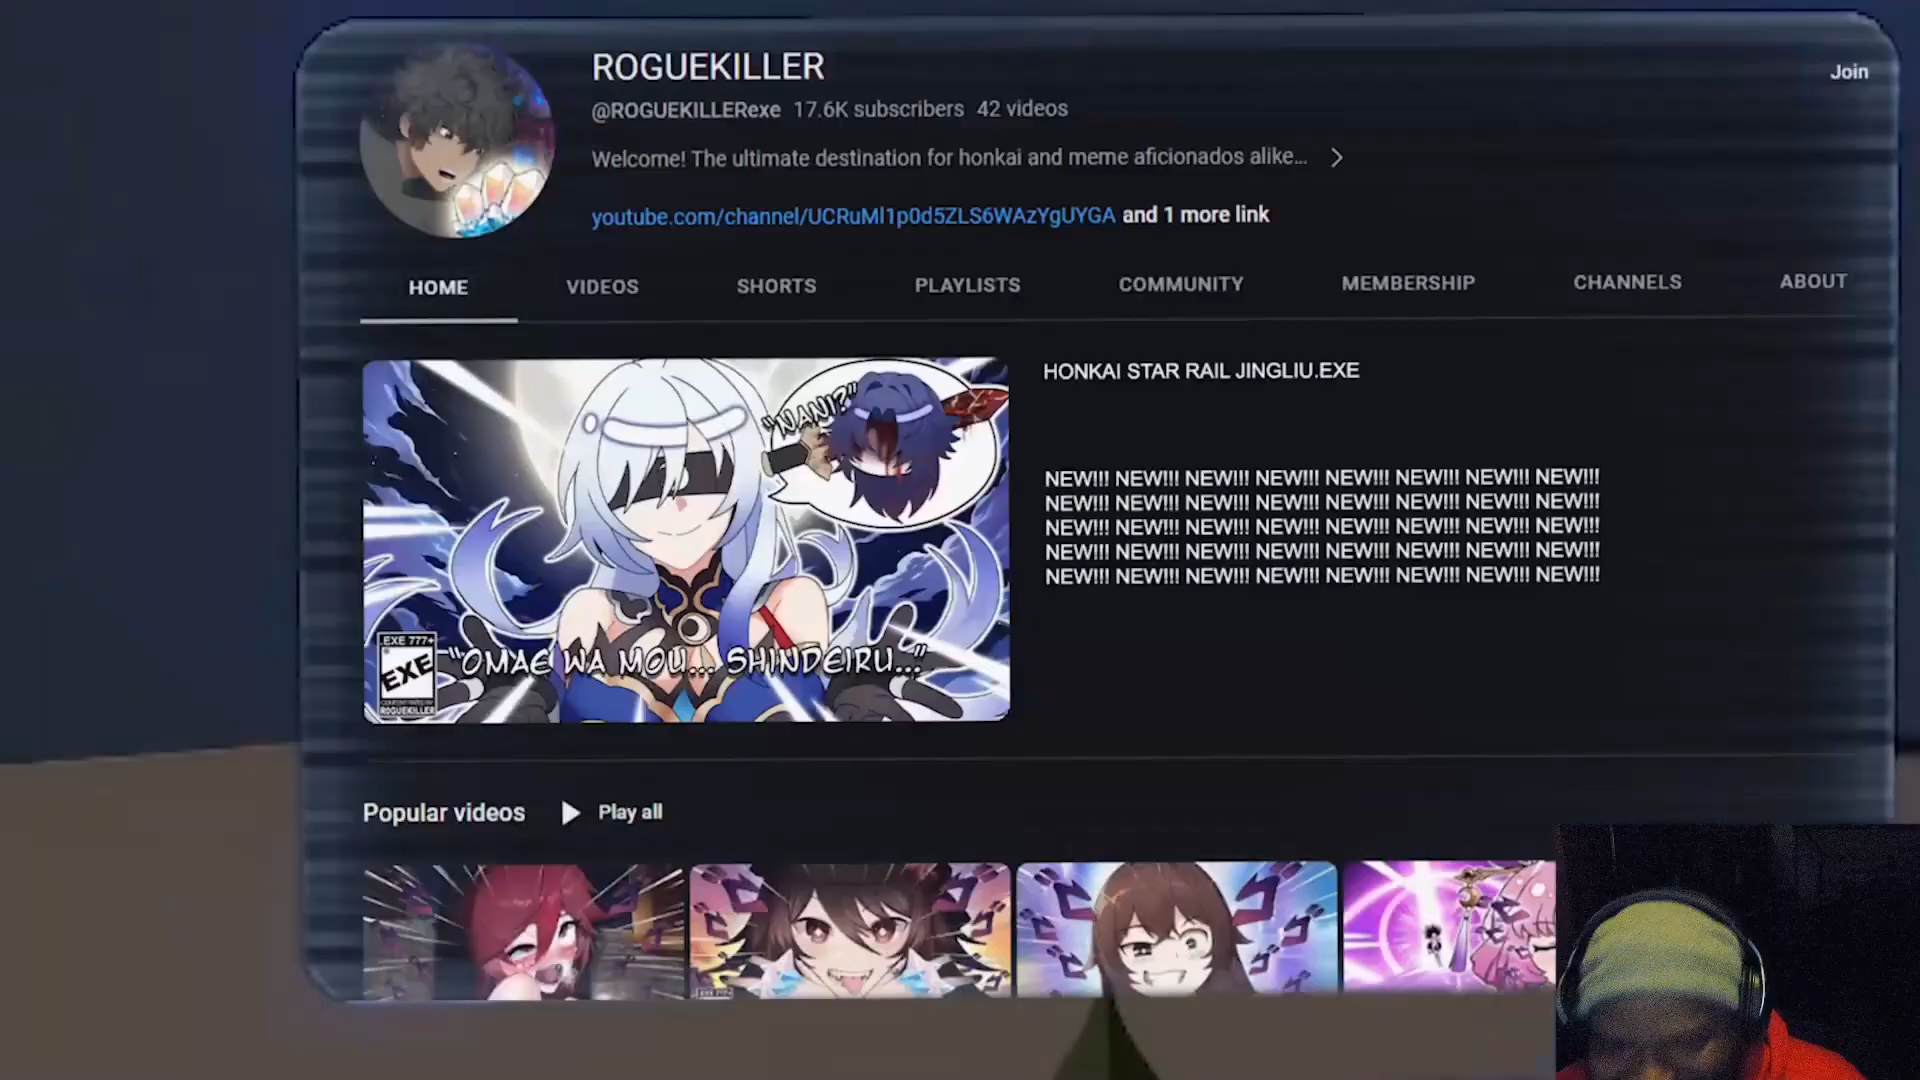 ROGUEKILLER
Join
@ROGUEKILLERexe 17.6K subscribers 42 videos
Welcome! The ultimate destination for honkai and meme aficionados alike...
youtube.com/channel/UCRuMl1p0d5ZLS6WAzYgUYGA and 1 more link
HOME VIDEOS SHORTS PLAYLISTS COMMUNITY MEMBERSHIP CHANNELS ABOUT
"NANI?"
.EXE 777+
EXE
ROGUEKILLER
"OMAE WA MOU... SHINDEIRU..."
HONKAI STAR RAIL JINGLIU.EXE
NEW!!! NEW!!! NEW!!! NEW!!! NEW!!! NEW!!! NEW!!! NEW!!!
NEW!!! NEW!!! NEW!!! NEW!!! NEW!!! NEW!!! NEW!!! NEW!!!
NEW!!! NEW!!! NEW!!! NEW!!! NEW!!! NEW!!! NEW!!! NEW!!!
NEW!!! NEW!!! NEW!!! NEW!!! NEW!!! NEW!!! NEW!!! NEW!!!
NEW!!! NEW!!! NEW!!! NEW!!! NEW!!! NEW!!! NEW!!! NEW!!!
Popular videos Play all